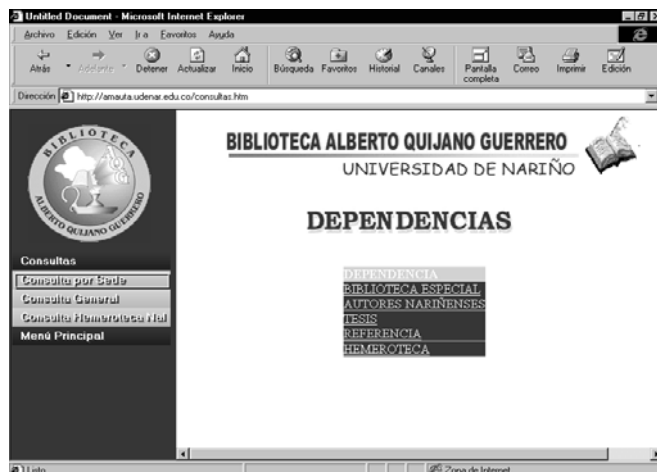 Untitled Document - Microsoft Internet Explorer
Archivo Edición Ver Ir a Favoritos Ayuda
Atrás Adelante Detener Actualizar Inicio Búsqueda Favoritos Historial Canales Pantalla completa Correo Imprimir Edición
Dirección http://amauta.udenar.edu.co/consultas.htm
BIBLIOTECA
ALBERTO QUIJANO GUERRERO
BIBLIOTECA ALBERTO QUIJANO GUERRERO
UNIVERSIDAD DE NARIÑO
DEPENDENCIAS
Consultas
Consulta por Sede
Consulta General
Consulta Hemeroteca Nal
Menú Principal
DEPENDENCIA
BIBLIOTECA ESPECIAL
AUTORES NARIÑENSES
TESIS
REFERENCIA
HEMEROTECA
Listo
Zona de Internet